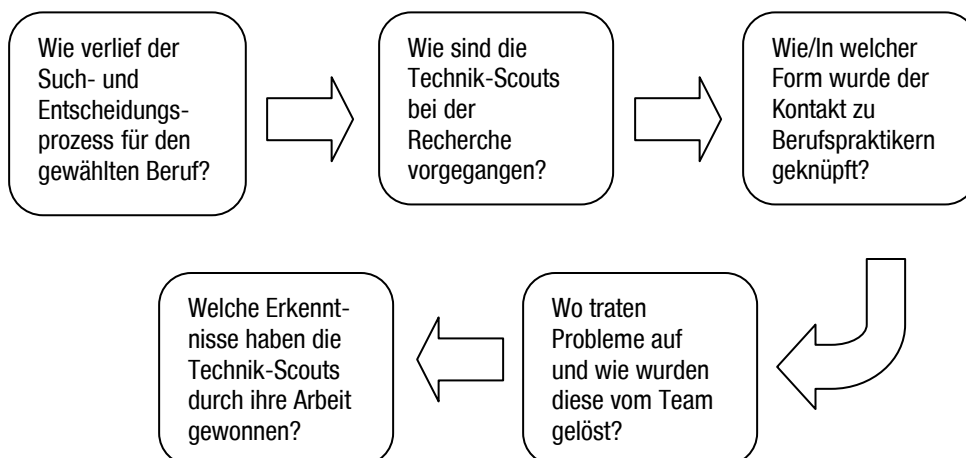 Wie verlief der
Such- und
Entscheidungs-
prozess für den
gewählten Beruf?
Wie sind die
Technik-Scouts
bei der
Recherche
vorgegangen?
Wie/In welcher
Form wurde der
Kontakt zu
Berufspraktikern
geknüpft?
Wo traten
Probleme auf
und wie wurden
diese vom Team
gelöst?
Welche Erkennt-
nisse haben die
Technik-Scouts
durch ihre Arbeit
gewonnen?